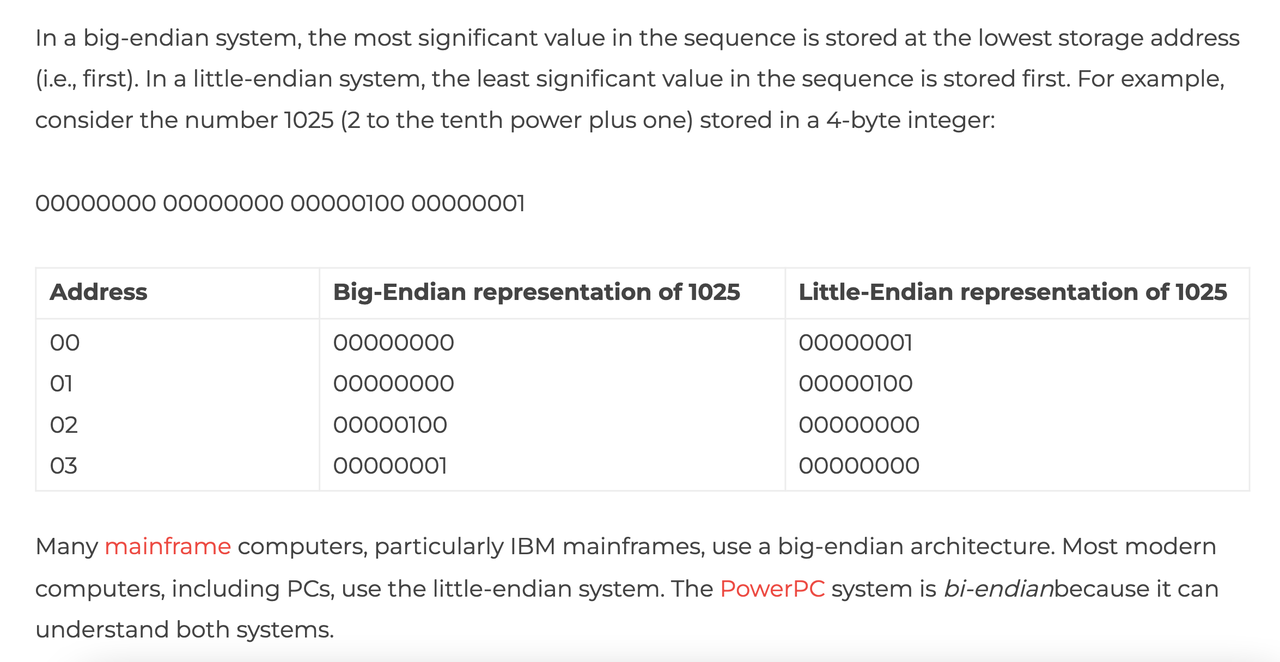 In a big-endian system, the most significant value in the sequence is stored at the lowest storage address
(i.e., first). In a little-endian system, the least significant value in the sequence is stored first. For example,
consider the number 1025 (2 to the tenth power plus one) stored in a 4-byte integer:
00000000 00000000 00000100 00000001
Address Big-Endian representation of 1025 Little-Endian representation of 1025
00 00000000 00000001
01 00000000 00000100
02 00000100 00000000
03 00000001 00000000
Many mainframe computers, particularly IBM mainframes, use a big-endian architecture. Most modern
computers, including PCs, use the little-endian system. The PowerPC system is bi-endianbecause it can
understand both systems.